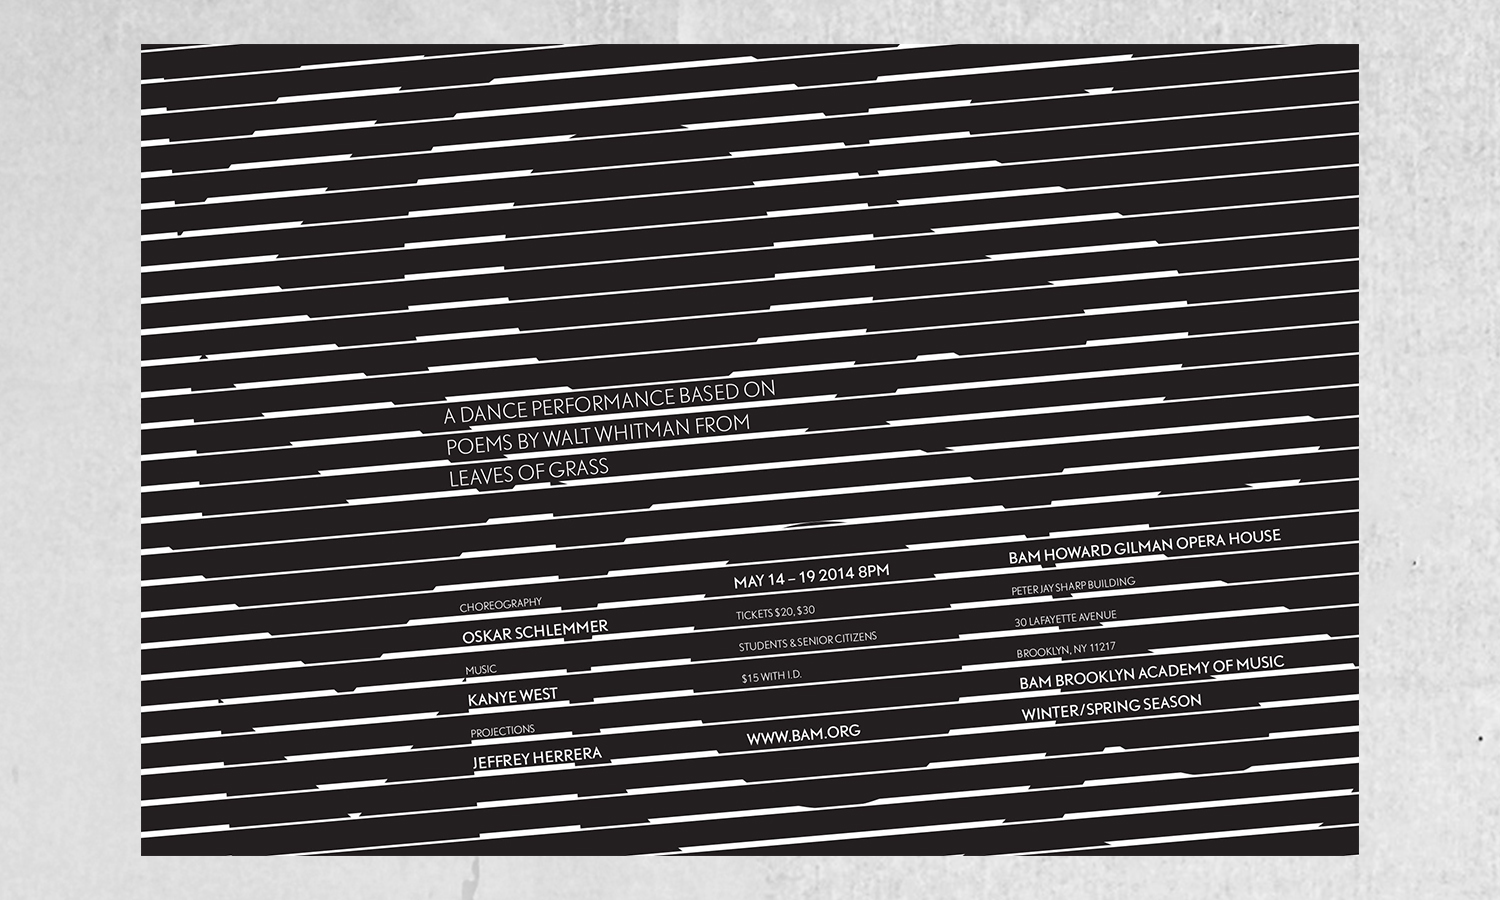 A DANCE PERFORMANCE BASED ON
POEMS BY WALT WHITMAN FROM
LEAVES OF GRASS
CHOREOGRAPHY
OSKAR SCHLEMMER
MUSIC
KANYE WEST
PROJECTIONS
JEFFREY HERRERA
MAY 14 – 19 2014 8PM
TICKETS $20, $30
STUDENTS & SENIOR CITIZENS
$15 WITH I.D.
WWW.BAM.ORG
BAM HOWARD GILMAN OPERA HOUSE
PETER JAY SHARP BUILDING
30 LAFAYETTE AVENUE
BROOKLYN, NY 11217
BAM BROOKLYN ACADEMY OF MUSIC
WINTER/SPRING SEASON